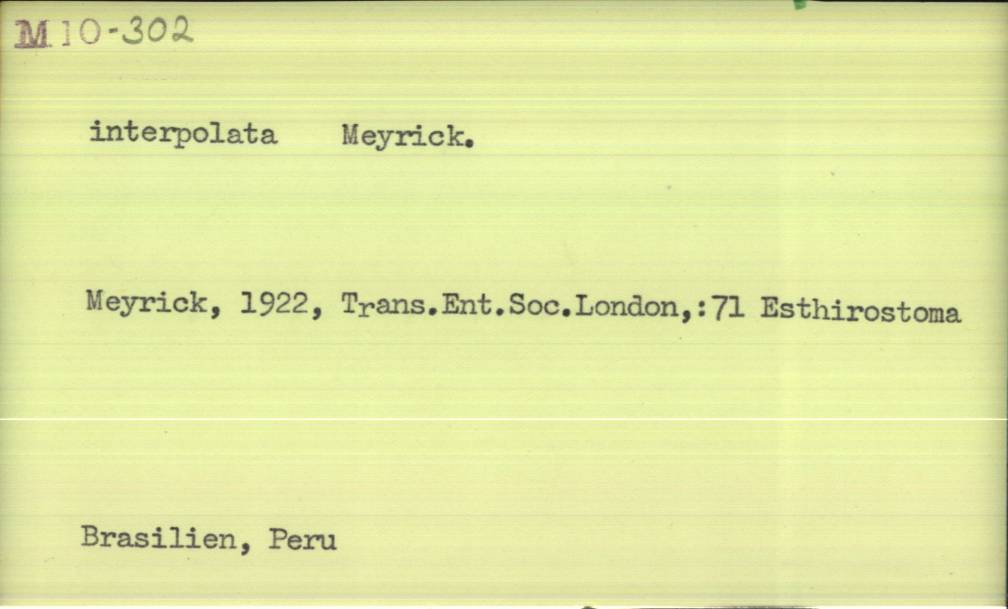 M10-302
interpolata Meyrick.
Meyrick, 1922, Trans.Ent.Soc.London,:71 Esthirostoma
Brasilien, Peru